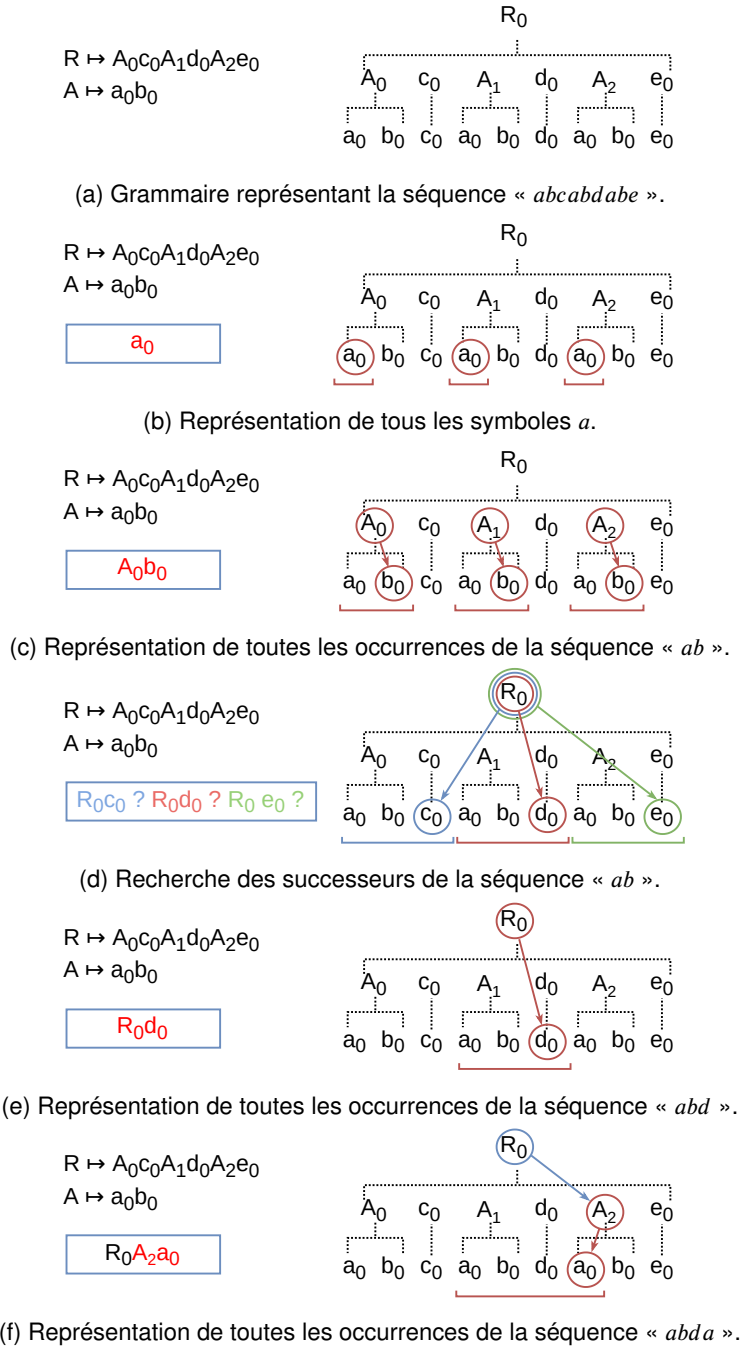 R₀
R ↦ A₀c₀A₁d₀A₂e₀
A ↦ a₀b₀
A₀ c₀ A₁ d₀ A₂ e₀
a₀ b₀ c₀ a₀ b₀ d₀ a₀ b₀ e₀
(a) Grammaire représentant la séquence « abcabdabe ».
R₀
R ↦ A₀c₀A₁d₀A₂e₀
A ↦ a₀b₀
A₀ c₀ A₁ d₀ A₂ e₀
a₀
a₀ b₀ c₀ a₀ b₀ d₀ a₀ b₀ e₀
(b) Représentation de tous les symboles a.
R₀
R ↦ A₀c₀A₁d₀A₂e₀
A ↦ a₀b₀
A₀ c₀ A₁ d₀ A₂ e₀
A₀b₀
a₀ b₀ c₀ a₀ b₀ d₀ a₀ b₀ e₀
(c) Représentation de toutes les occurrences de la séquence « ab ».
R₀
R ↦ A₀c₀A₁d₀A₂e₀
A ↦ a₀b₀
A₀ c₀ A₁ d₀ A₂ e₀
R₀c₀ ? R₀d₀ ? R₀ e₀ ?
a₀ b₀ c₀ a₀ b₀ d₀ a₀ b₀ e₀
(d) Recherche des successeurs de la séquence « ab ».
R₀
R ↦ A₀c₀A₁d₀A₂e₀
A ↦ a₀b₀
A₀ c₀ A₁ d₀ A₂ e₀
R₀d₀
a₀ b₀ c₀ a₀ b₀ d₀ a₀ b₀ e₀
(e) Représentation de toutes les occurrences de la séquence « abd ».
R₀
R ↦ A₀c₀A₁d₀A₂e₀
A ↦ a₀b₀
A₀ c₀ A₁ d₀ A₂ e₀
R₀A₂a₀
a₀ b₀ c₀ a₀ b₀ d₀ a₀ b₀ e₀
(f) Représentation de toutes les occurrences de la séquence « abda ».